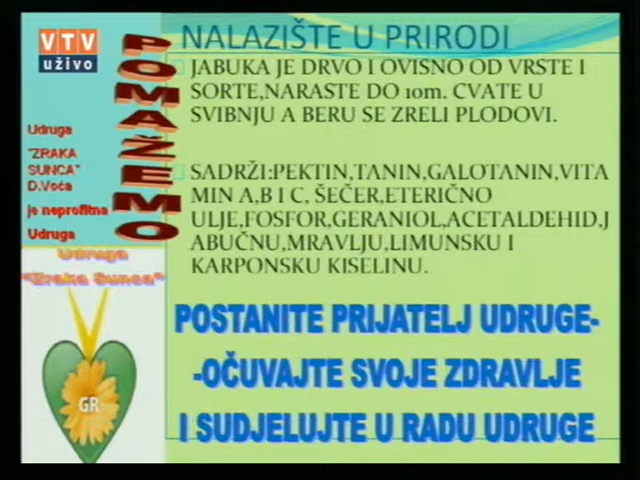 VTV
uživo
POMAŽEMO
Udruga
"ZRAKA
SUNCA"
D.Voća
je neprofitna
Udruga
Udruga
"Zraka Sunca"
GR
NALAZIŠTE U PRIRODI
JABUKA JE DRVO I OVISNO OD VRSTE I
SORTE,NARASTE DO 10m. CVATE U
SVIBNJU A BERU SE ZRELI PLODOVI.
SADRŽI:PEKTIN,TANIN,GALOTANIN,VITA
MIN A,B I C, ŠEČER,ETERIČNO
ULJE,FOSFOR,GERANIOL,ACETALDEHID,J
ABUČNU,MRAVLJU,LIMUNSKU I
KARPONSKU KISELINU.
POSTANITE PRIJATELJ UDRUGE-
-OČUVAJTE SVOJE ZDRAVLJE
I SUDJELUJTE U RADU UDRUGE